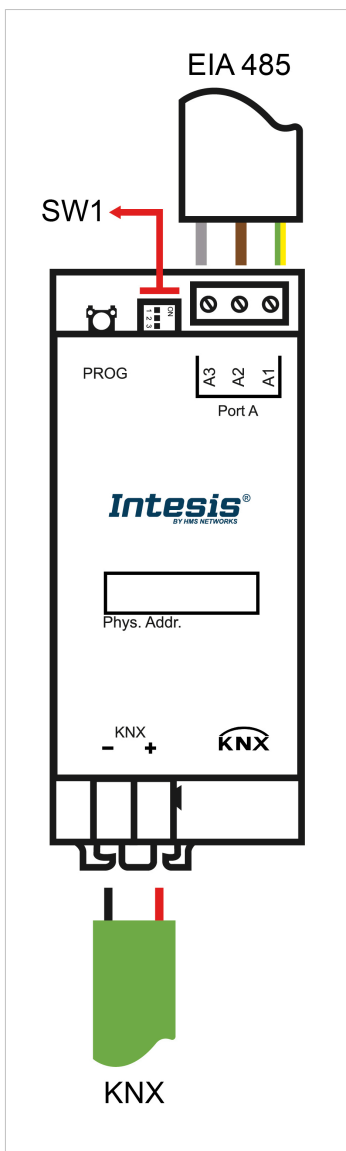 EIA 485
SW1
ON
1 2 3
PROG
A3 A2 A1
Port A
Intesis®
BY HMS NETWORKS
Phys. Addr.
KNX
- +
KNX
KNX